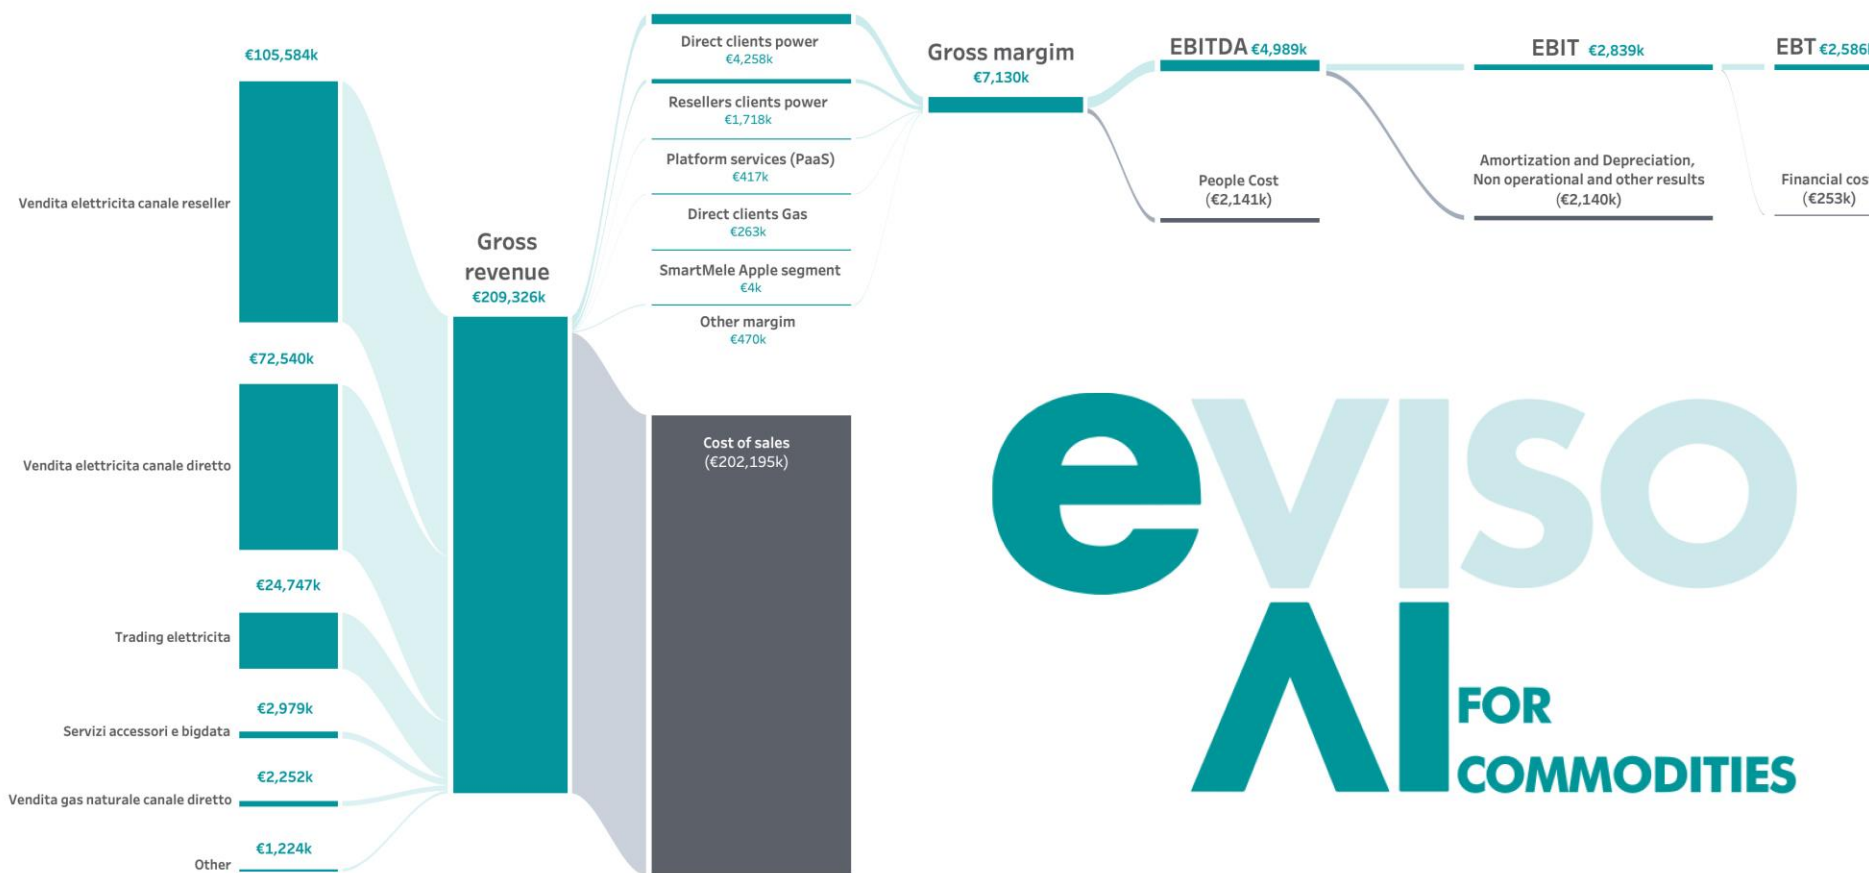 €105,584k
Vendita elettricita canale reseller
€72,540k
Vendita elettricita canale diretto
€24,747k
Trading elettricita
€2,979k
Servizi accessori e bigdata
€2,252k
Vendita gas naturale canale diretto
€1,224k
Other
Gross
revenue
€209,326k
Direct clients power
€4,258k
Resellers clients power
€1,718k
Platform services (PaaS)
€417k
Direct clients Gas
€263k
SmartMele Apple segment
€4k
Other margim
€470k
Cost of sales
(€202,195k)
Gross margim
€7,130k
EBITDA €4,989k
People Cost
(€2,141k)
EBIT €2,839k
Amortization and Depreciation,
Non operational and other results
(€2,140k)
EBT €2,586k
Financial cost
(€253k)
eVISO
AI FOR
COMMODITIES